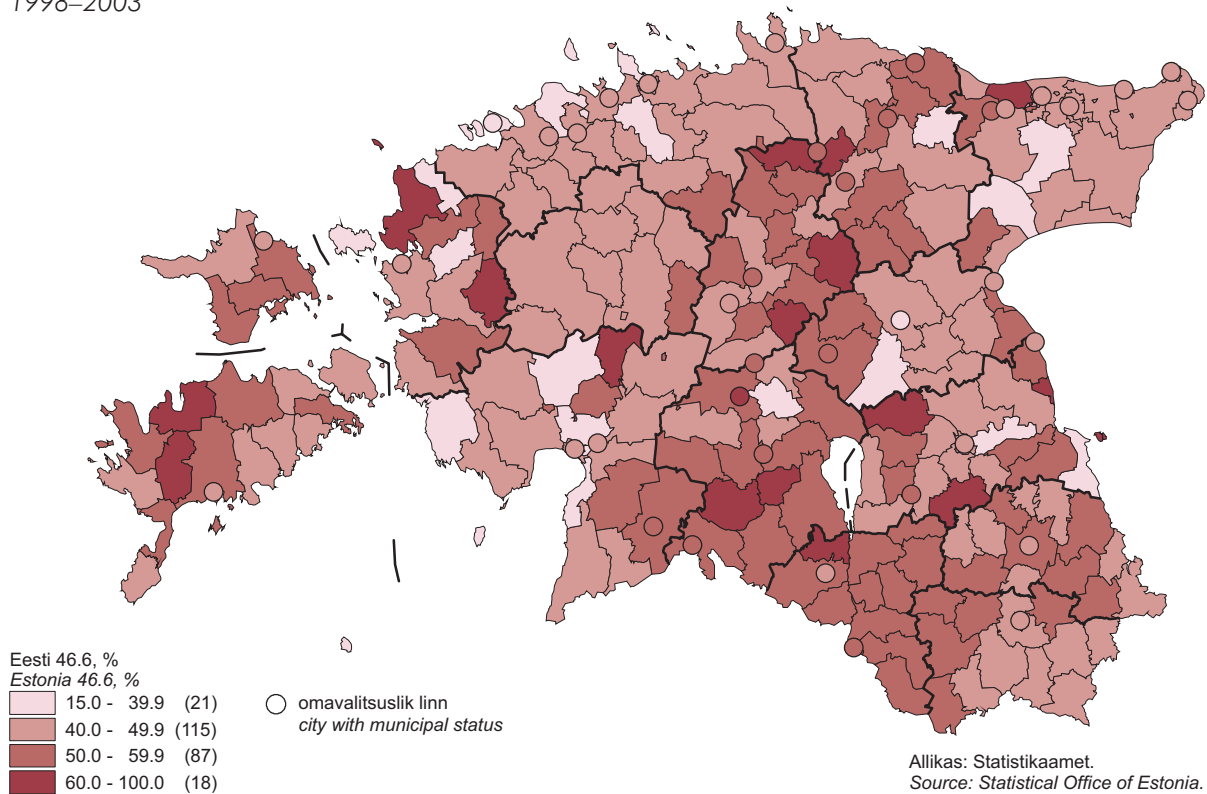 1998–2003
Eesti 46.6, %
Estonia 46.6, %
15.0 - 39.9 (21)
40.0 - 49.9 (115)
50.0 - 59.9 (87)
60.0 - 100.0 (18)
omavalitsuslik linn
city with municipal status
Allikas: Statistikaamet.
Source: Statistical Office of Estonia.